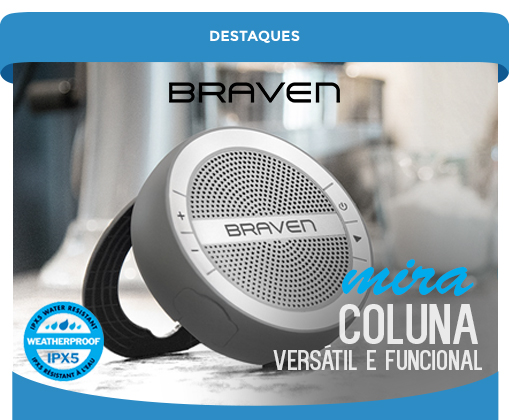 DESTAQUES
BRAVEN
+
BRAVEN
-
mira
COLUNA
VERSÁTIL E FUNCIONAL
IPX5 WATER RESISTANT
WEATHERPROOF
IPX5
IPX5 RÉSISTANT À L'EAU